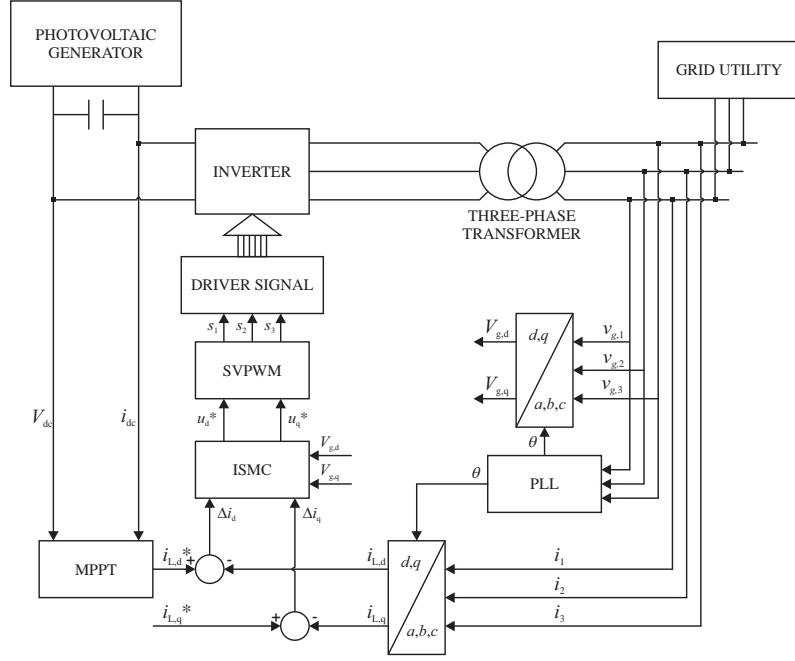 PHOTOVOLTAIC
GENERATOR
GRID UTILITY
INVERTER
THREE-PHASE
TRANSFORMER
DRIVER SIGNAL
s1 s2 s3
SVPWM
Vg,d
Vg,q
d,q
a,b,c
vg,1
vg,2
vg,3
Vdc
idc
ud*
uq*
ISMC
Vg,d
Vg,q
θ
PLL
θ
Δid
Δiq
MPPT
iL,d*
+
-
iL,d
d,q
a,b,c
i1
i2
i3
iL,q*
+
-
iL,q